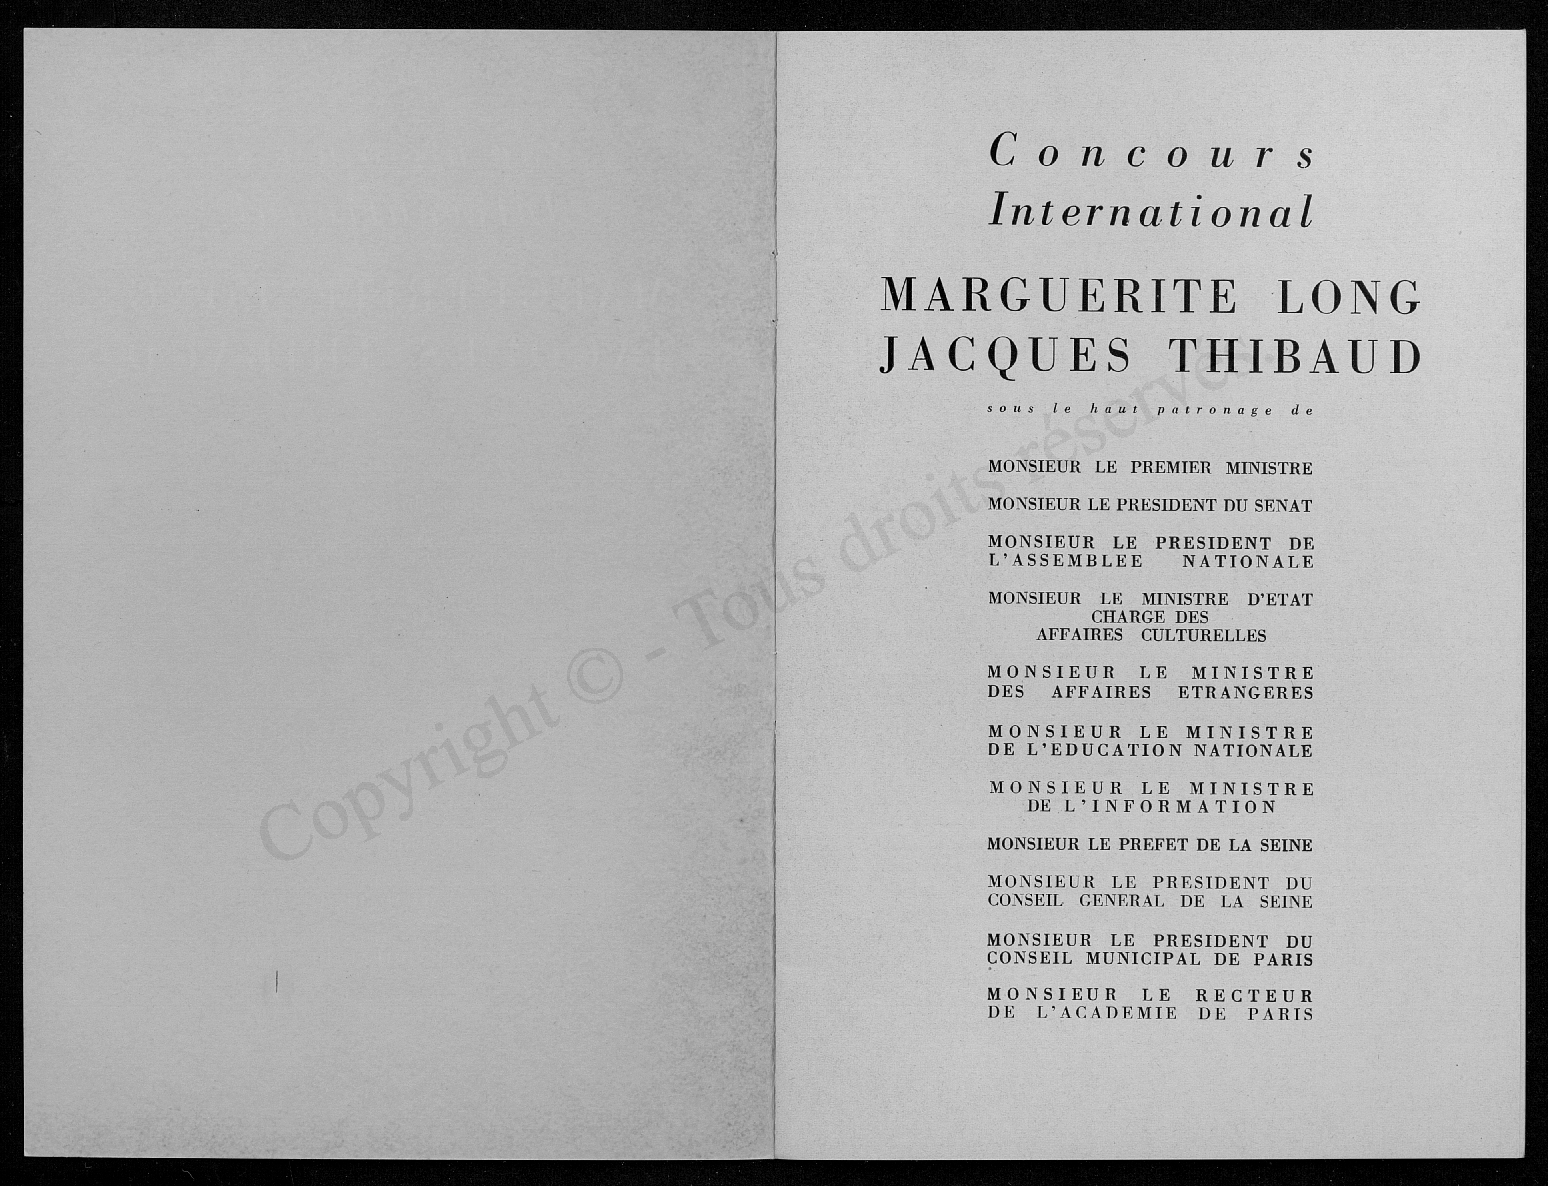 Concours
International
MARGUERITE LONG
JACQUES THIBAUD
sous le haut patronage de
MONSIEUR LE PREMIER MINISTRE
MONSIEUR LE PRESIDENT DU SENAT
MONSIEUR LE PRESIDENT DE
L'ASSEMBLEE NATIONALE
MONSIEUR LE MINISTRE D'ETAT
CHARGE DES
AFFAIRES CULTURELLES
MONSIEUR LE MINISTRE
DES AFFAIRES ETRANGERES
MONSIEUR LE MINISTRE
DE L'EDUCATION NATIONALE
MONSIEUR LE MINISTRE
DE L'INFORMATION
MONSIEUR LE PREFET DE LA SEINE
MONSIEUR LE PRESIDENT DU
CONSEIL GENERAL DE LA SEINE
MONSIEUR LE PRESIDENT DU
CONSEIL MUNICIPAL DE PARIS
MONSIEUR LE RECTEUR
DE L'ACADEMIE DE PARIS
Copyright © - Tous droits réservés.